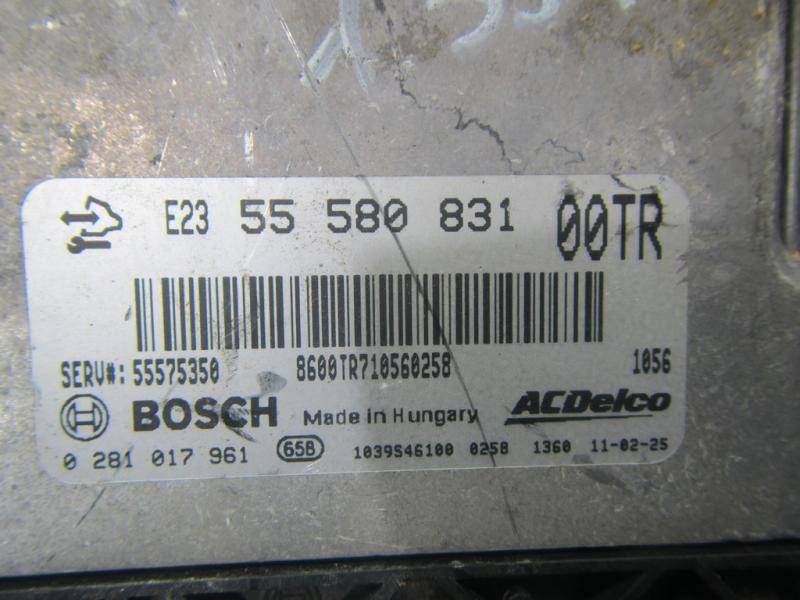 E23 55 580 831 00TR
SERV#: 55575350 8600TR710560258 1056
BOSCH Made in Hungary ACDelco
0 281 017 961 65B 1039S46100 0258 1360 11-02-25